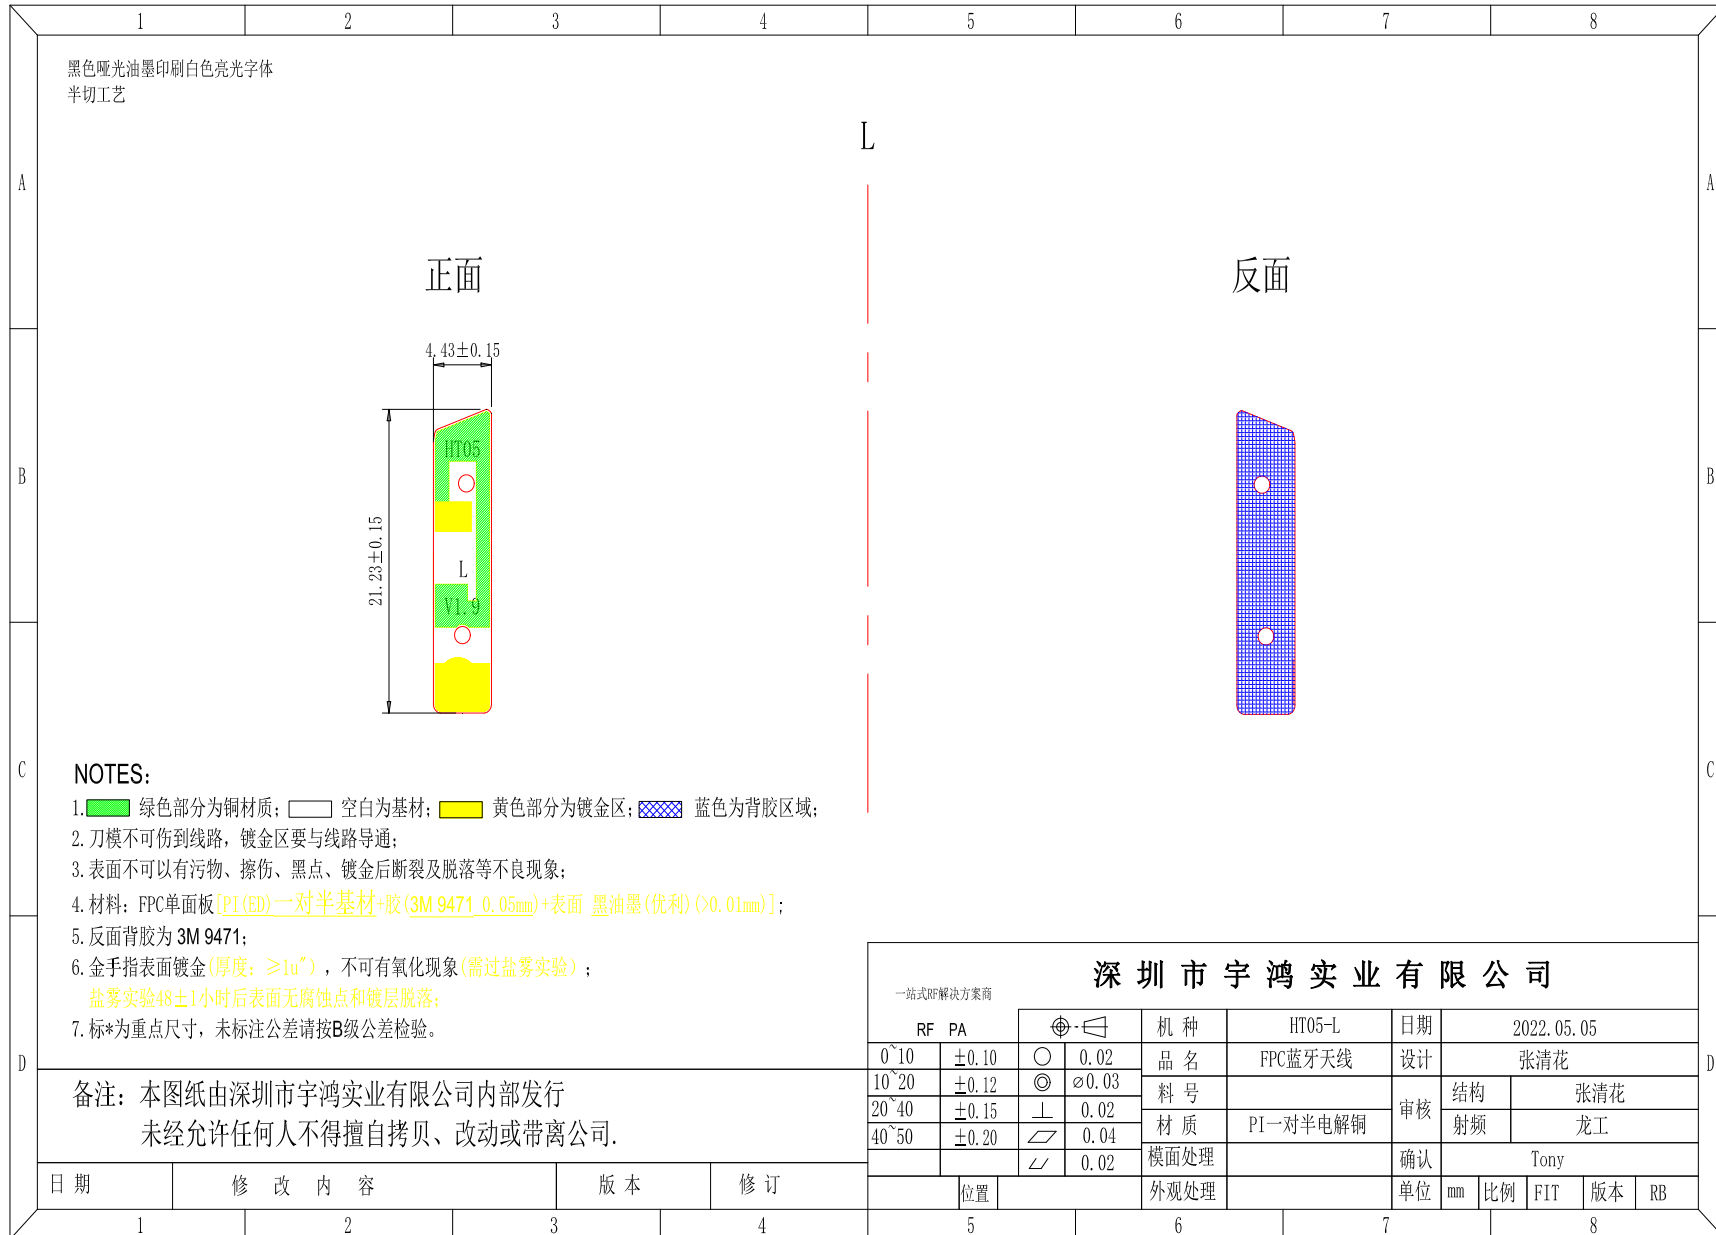 1 2 3 4 5 6 7 8
黑色哑光油墨印刷白色亮光字体
半切工艺
L
A A
正面 反面
4.43±0.15
HT05
B B
21.23±0.15
L
V1.9
C C
NOTES:
1. 绿色部分为铜材质; 空白为基材; 黄色部分为镀金区; 蓝色为背胶区域;
2.刀模不可伤到线路，镀金区要与线路导通;
3.表面不可以有污物、擦伤、黑点、镀金后断裂及脱落等不良现象;
4.材料: FPC单面板[PI(ED)一对半基材+胶(3M 9471 0.05mm)+表面 黑油墨(优利)(>0.01mm)];
5.反面背胶为 3M 9471;
6.金手指表面镀金(厚度: ≥1u")，不可有氧化现象(需过盐雾实验);
盐雾实验48±1小时后表面无腐蚀点和镀层脱落;
7.标*为重点尺寸，未标注公差请按B级公差检验。
D D
备注: 本图纸由深圳市宇鸿实业有限公司内部发行
未经允许任何人不得擅自拷贝、改动或带离公司.
日期 修改内容 版本 修订
一站式RF解决方案商
深圳市宇鸿实业有限公司
RF PA 机种 HT05-L 日期 2022.05.05
0~10 ±0.10 0.02 品名 FPC蓝牙天线 设计 张清花
10~20 ±0.12 ⌀0.03 料号 审核 结构 张清花
20~40 ±0.15 0.02 材质 PI一对半电解铜 射频 龙工
40~50 ±0.20 0.04 模面处理 确认 Tony
0.02
位置 外观处理 单位 mm 比例 FIT 版本 RB
1 2 3 4 5 6 7 8